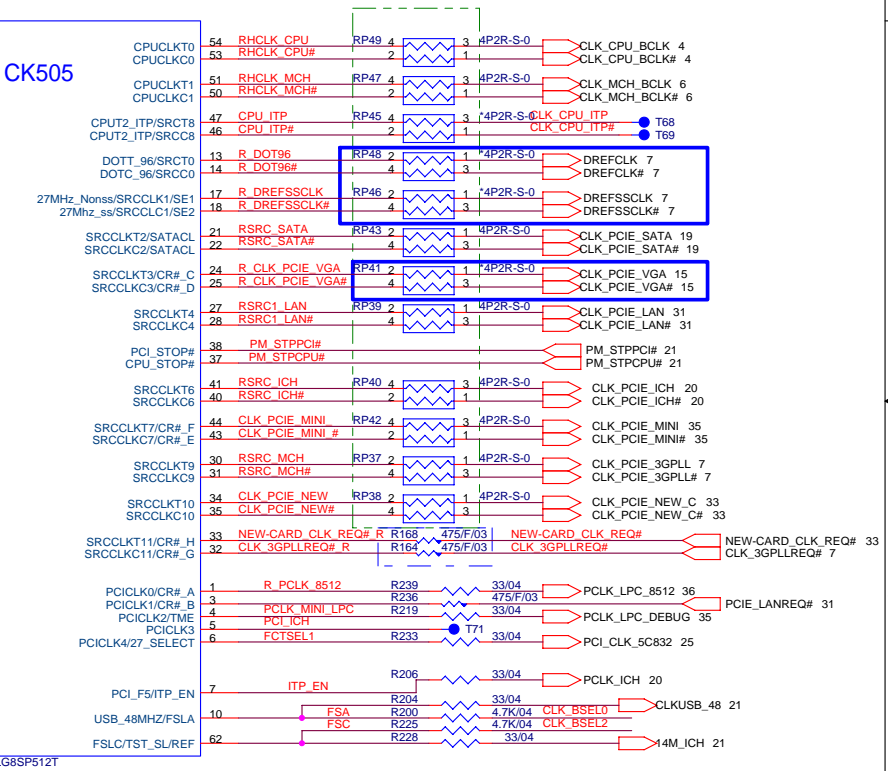 CK505
CPUCLKT0 54 RHCLK_CPU RP49 4 3 4P2R-S-0 CLK_CPU_BCLK 4
CPUCLKC0 53 RHCLK_CPU# 2 1 CLK_CPU_BCLK# 4
CPUCLKT1 51 RHCLK_MCH RP47 4 3 4P2R-S-0 CLK_MCH_BCLK 6
CPUCLKC1 50 RHCLK_MCH# 2 1 CLK_MCH_BCLK# 6
CPUT2_ITP/SRCT8 47 CPU_ITP RP45 4 3 *4P2R-S-0 CLK_CPU_ITP T68
CPUT2_ITP/SRCC8 46 CPU_ITP# 2 1 CLK_CPU_ITP# T69
DOTT_96/SRCT0 13 R_DOT96 RP48 2 1 *4P2R-S-0 DREFCLK 7
DOTC_96/SRCC0 14 R_DOT96# 4 3 DREFCLK# 7
27MHz_Nonss/SRCCLK1/SE1 17 R_DREFSSCLK RP46 2 1 *4P2R-S-0 DREFSSCLK 7
27Mhz_ss/SRCCLC1/SE2 18 R_DREFSSCLK# 4 3 DREFSSCLK# 7
SRCCLKT2/SATACL 21 RSRC_SATA RP43 2 1 4P2R-S-0 CLK_PCIE_SATA 19
SRCCLKC2/SATACL 22 RSRC_SATA# 4 3 CLK_PCIE_SATA# 19
SRCCLKT3/CR#_C 24 R_CLK_PCIE_VGA RP41 2 1 *4P2R-S-0 CLK_PCIE_VGA 15
SRCCLKC3/CR#_D 25 R_CLK_PCIE_VGA# 4 3 CLK_PCIE_VGA# 15
SRCCLKT4 27 RSRC1_LAN RP39 2 1 4P2R-S-0 CLK_PCIE_LAN 31
SRCCLKC4 28 RSRC1_LAN# 4 3 CLK_PCIE_LAN# 31
PCI_STOP# 38 PM_STPPCI# PM_STPPCI# 21
CPU_STOP# 37 PM_STPCPU# PM_STPCPU# 21
SRCCLKT6 41 RSRC_ICH RP40 4 3 4P2R-S-0 CLK_PCIE_ICH 20
SRCCLKC6 40 RSRC_ICH# 2 1 CLK_PCIE_ICH# 20
SRCCLKT7/CR#_F 44 CLK_PCIE_MINI_ RP42 4 3 4P2R-S-0 CLK_PCIE_MINI 35
SRCCLKC7/CR#_E 43 CLK_PCIE_MINI_# 2 1 CLK_PCIE_MINI# 35
SRCCLKT9 30 RSRC_MCH RP37 2 1 4P2R-S-0 CLK_PCIE_3GPLL 7
SRCCLKC9 31 RSRC_MCH# 4 3 CLK_PCIE_3GPLL# 7
SRCCLKT10 34 CLK_PCIE_NEW RP38 2 1 4P2R-S-0 CLK_PCIE_NEW_C 33
SRCCLKC10 35 CLK_PCIE_NEW# 4 3 CLK_PCIE_NEW_C# 33
SRCCLKT11/CR#_H 33 NEW-CARD_CLK_REQ#_R R168 475/F/03 NEW-CARD_CLK_REQ# NEW-CARD_CLK_REQ# 33
SRCCLKC11/CR#_G 32 CLK_3GPLLREQ#_R R164 475/F/03 CLK_3GPLLREQ# CLK_3GPLLREQ# 7
PCICLK0/CR#_A 1 R_PCLK_8512 R239 33/04 PCLK_LPC_8512 36
PCICLK1/CR#_B 3 R236 475/F/03 PCIE_LANREQ# 31
PCICLK2/TME 4 PCLK_MINI_LPC R219 33/04 PCLK_LPC_DEBUG 35
PCICLK3 5 PCI_ICH T71
PCICLK4/27_SELECT 6 FCTSEL1 R233 33/04 PCI_CLK_5C832 25
R206 33/04 PCLK_ICH 20
PCI_F5/ITP_EN 7 ITP_EN
R204 33/04 CLKUSB_48 21
USB_48MHZ/FSLA 10 FSA R200 4.7K/04 CLK_BSEL0
FSC R225 4.7K/04 CLK_BSEL2
FSLC/TST_SL/REF 62 R228 33/04 14M_ICH 21
G8SP512T